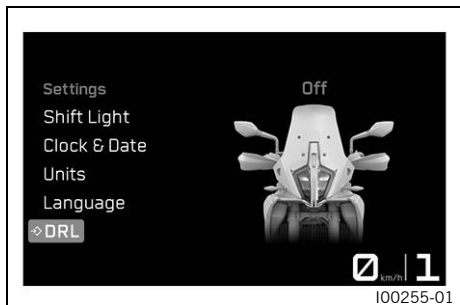 Settings
Off
Shift Light
Clock & Date
Units
Language
DRL
0 km/h 1
I00255-01